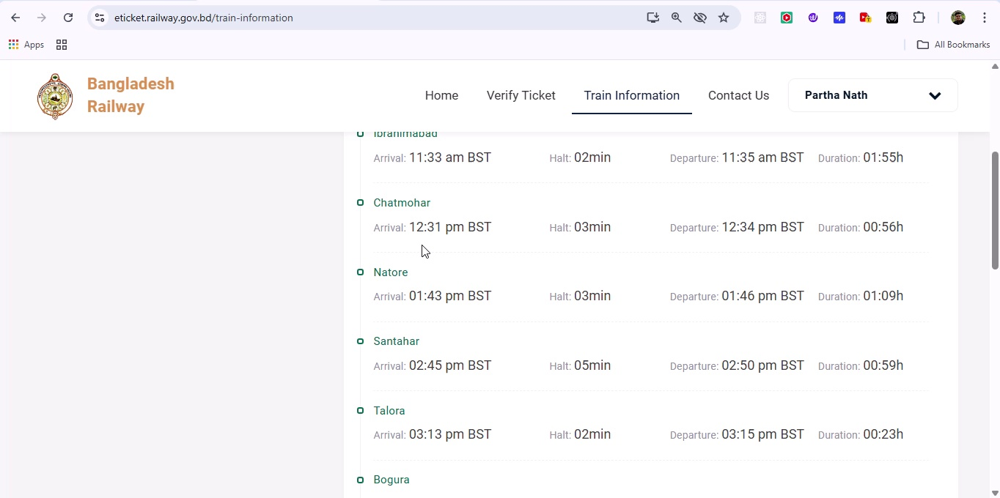 eticket.railway.gov.bd/train-information
Apps
All Bookmarks
Bangladesh
Railway
Home
Verify Ticket
Train Information
Contact Us
Partha Nath
Ibrahimabad
Arrival: 11:33 am BST Halt: 02min Departure: 11:35 am BST Duration: 01:55h
Chatmohar
Arrival: 12:31 pm BST Halt: 03min Departure: 12:34 pm BST Duration: 00:56h
Natore
Arrival: 01:43 pm BST Halt: 03min Departure: 01:46 pm BST Duration: 01:09h
Santahar
Arrival: 02:45 pm BST Halt: 05min Departure: 02:50 pm BST Duration: 00:59h
Talora
Arrival: 03:13 pm BST Halt: 02min Departure: 03:15 pm BST Duration: 00:23h
Bogura